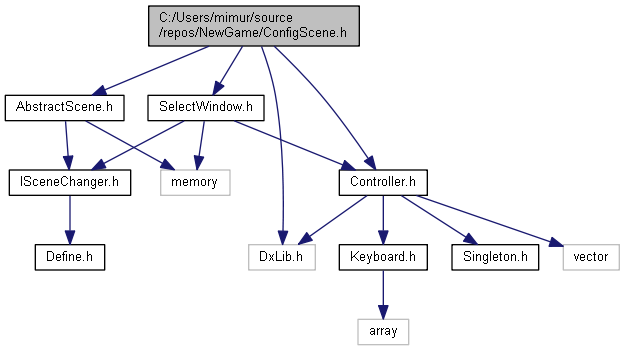 C:/Users/mimur/source
/repos/NewGame/ConfigScene.h
AbstractScene.h
SelectWindow.h
ISceneChanger.h
memory
Controller.h
Define.h
DxLib.h
Keyboard.h
Singleton.h
vector
array